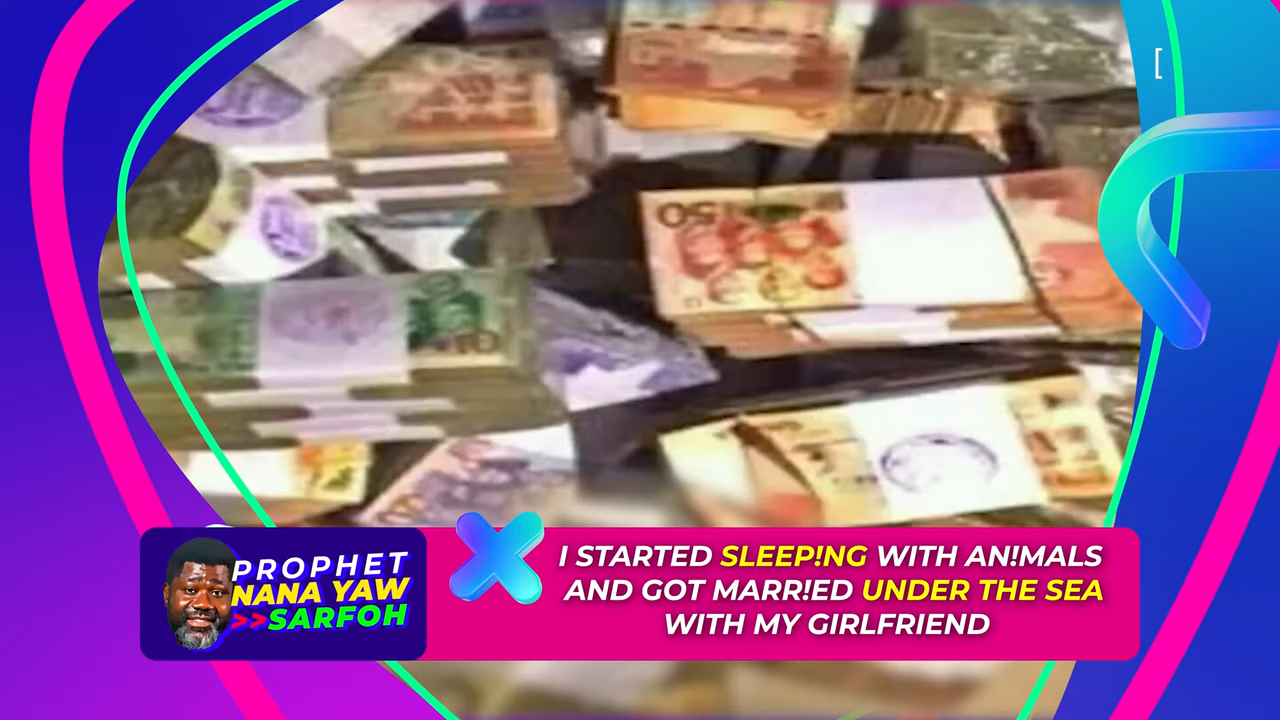 [
50
PROPHET
NANA YAW
>>SARFOH
I STARTED SLEEP!NG WITH AN!MALS
AND GOT MARR!ED UNDER THE SEA
WITH MY GIRLFRIEND